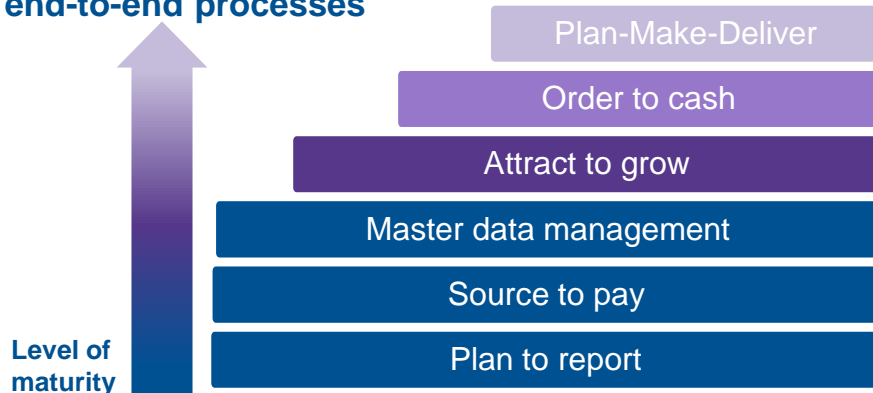 end-to-end processes
Plan-Make-Deliver
Order to cash
Attract to grow
Master data management
Source to pay
Plan to report
Level of
maturity